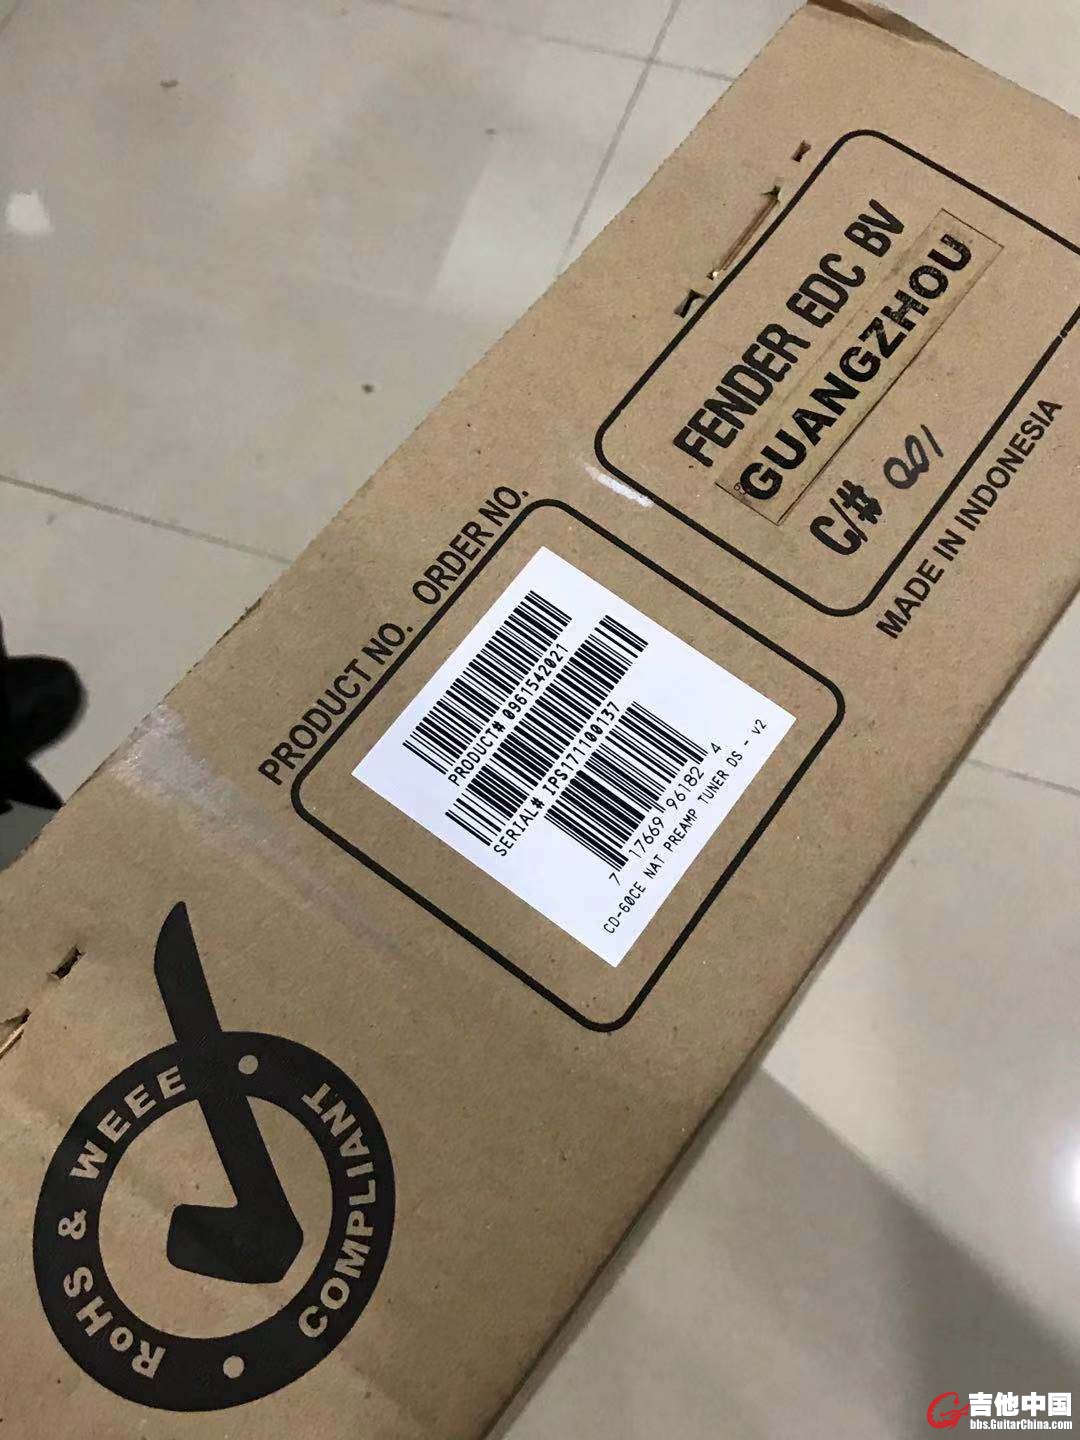 FENDER EDC BV
GUANGZHOU
C/# 001
MADE IN INDONESIA
PRODUCT NO. ORDER NO.
PRODUCT# 0961542021
SERIAL# IPS171100137
7 17669 96182 4
CD-60CE NAT PREAMP TUNER DS - V2
RoHS & WEEE
COMPLIANT
吉他中国
bbs.GuitarChina.com